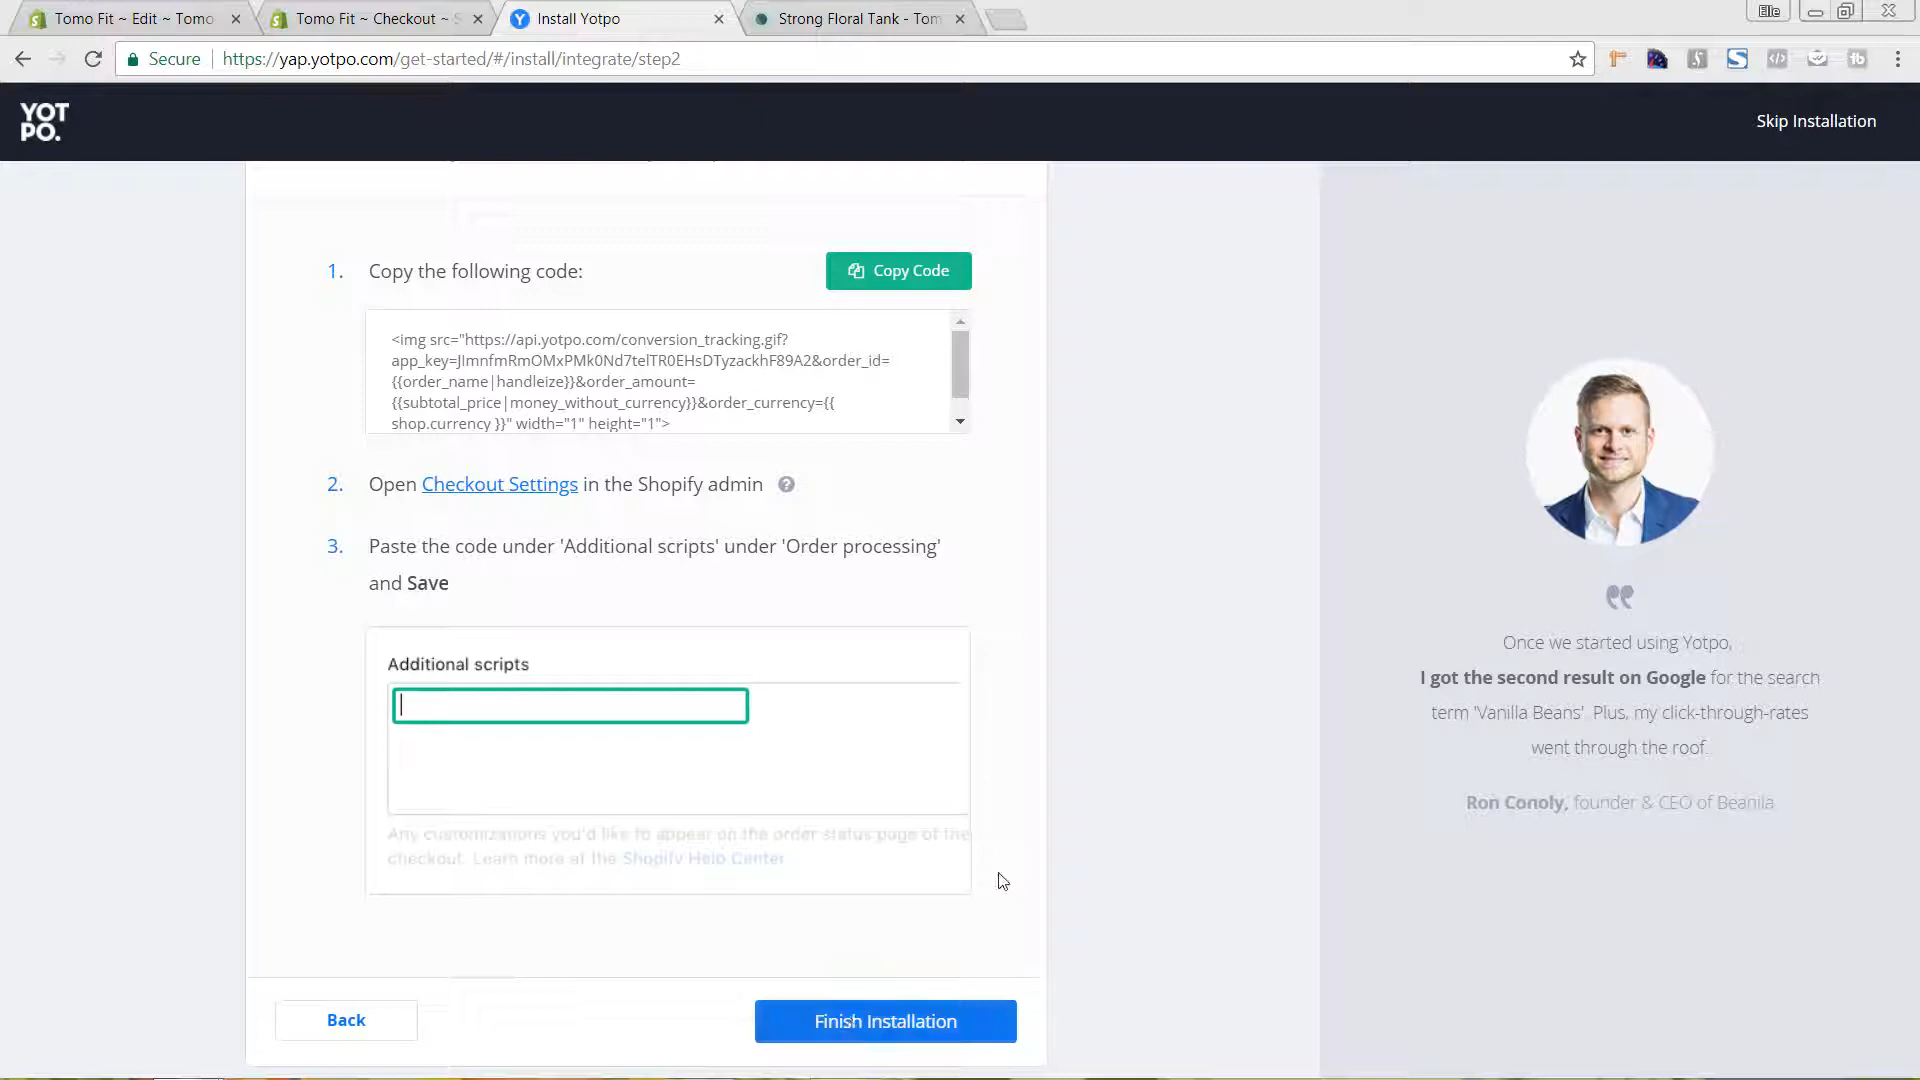 Tomo Fit ~ Edit ~ Tomo
Tomo Fit ~ Checkout ~ S
Install Yotpo
Strong Floral Tank - Tom
Elle
Secure
https://yap.yotpo.com/get-started/#/install/integrate/step2
YOT
PO.
Skip Installation
1. Copy the following code:
Copy Code
<img src="https://api.yotpo.com/conversion_tracking.gif?
app_key=JImnfmRmOMxPMk0Nd7telTR0EHsDTyzackhF89A2&order_id=
{{order_name|handleize}}&order_amount=
{{subtotal_price|money_without_currency}}&order_currency={{
shop.currency }}" width="1" height="1">
2. Open Checkout Settings in the Shopify admin
3. Paste the code under 'Additional scripts' under 'Order processing'
and Save
Additional scripts
Any customizations you'd like to appear on the order status page of the
checkout. Learn more at the Shopify Help Center
Back
Finish Installation
Once we started using Yotpo,
I got the second result on Google for the search
term 'Vanilla Beans'. Plus, my click-through-rates
went through the roof.
Ron Conoly, founder & CEO of Beanila